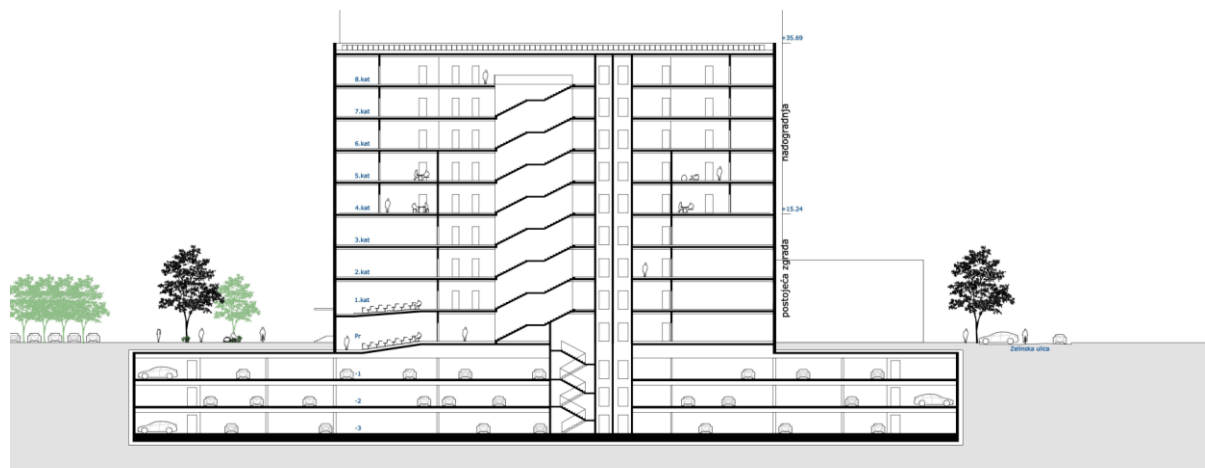 +35.69
8.kat
7.kat
6.kat
nadogradnja
5.kat
4.kat
+15.24
3.kat
2.kat
postojeća zgrada
1.kat
Pr
Zelinska ulica
-1
-2
-3